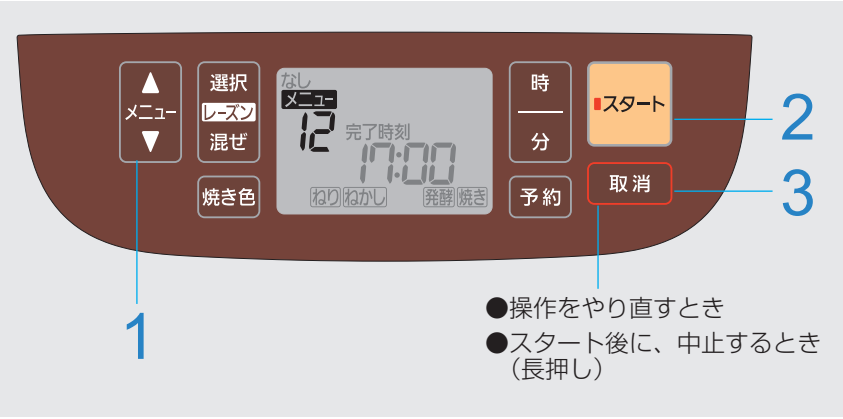 ▲
メニュー
▼
選択
レーズン
混ぜ
焼き色
なし
メニュー
12
完了時刻
17:00
ねり ねかし 発酵 焼き
時
分
予約
スタート
取消
1
2
3
●操作をやり直すとき
●スタート後に、中止するとき
（長押し）